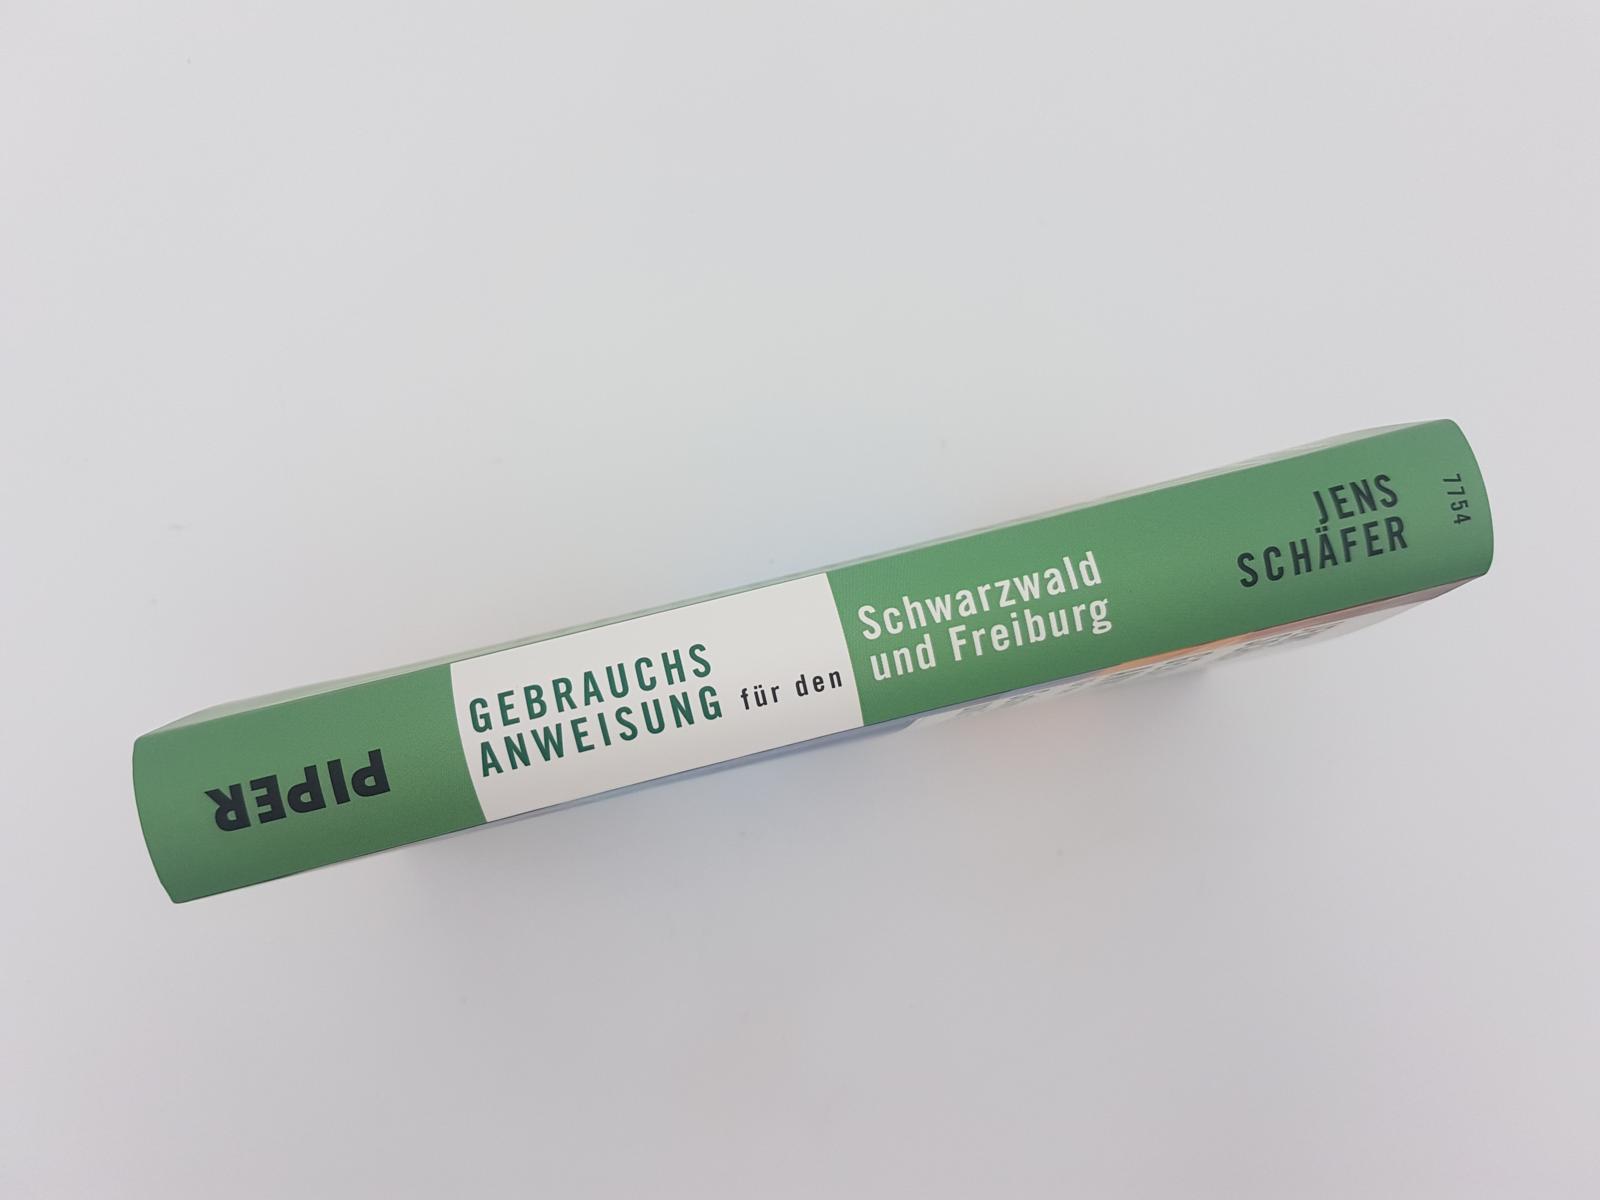 PIPER
GEBRAUCHS
ANWEISUNG für den
Schwarzwald
und Freiburg
JENS
SCHÄFER
7754